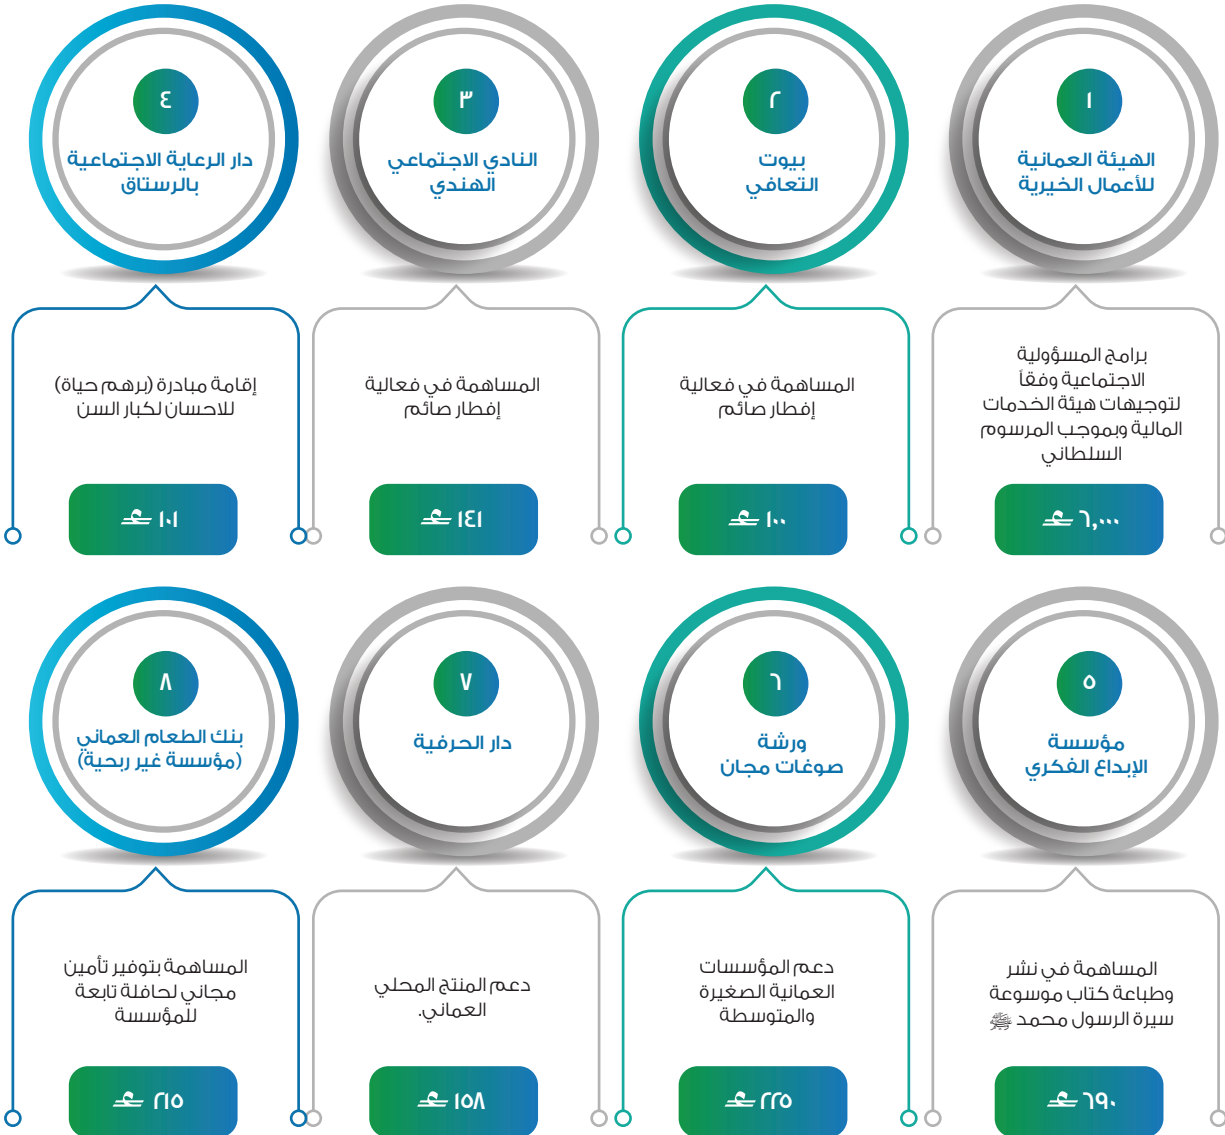 ١
الهيئة العمانية
للأعمال الخيرية
برامج المسؤولية
الاجتماعية وفقاً
لتوجيهات هيئة الخدمات
المالية وبموجب المرسوم
السلطاني
٦,٠٠٠
٢
بيوت
التعافي
المساهمة في فعالية
إفطار صائم
١٠٠
٣
النادي الاجتماعي
الهندي
المساهمة في فعالية
إفطار صائم
١٤١
٤
دار الرعاية الاجتماعية
بالرستاق
إقامة مبادرة (برهم حياة)
للاحسان لكبار السن
١٠١
٥
مؤسسة
الإبداع الفكري
المساهمة في نشر
وطباعة كتاب موسوعة
سيرة الرسول محمد ﷺ
٦٩٠
٦
ورشة
صوغات مجان
دعم المؤسسات
العمانية الصغيرة
والمتوسطة
٢٢٥
٧
دار الحرفية
دعم المنتج المحلي
العماني.
١٥٨
٨
بنك الطعام العماني
(مؤسسة غير ربحية)
المساهمة بتوفير تأمين
مجاني لحافلة تابعة
للمؤسسة
٢١٥